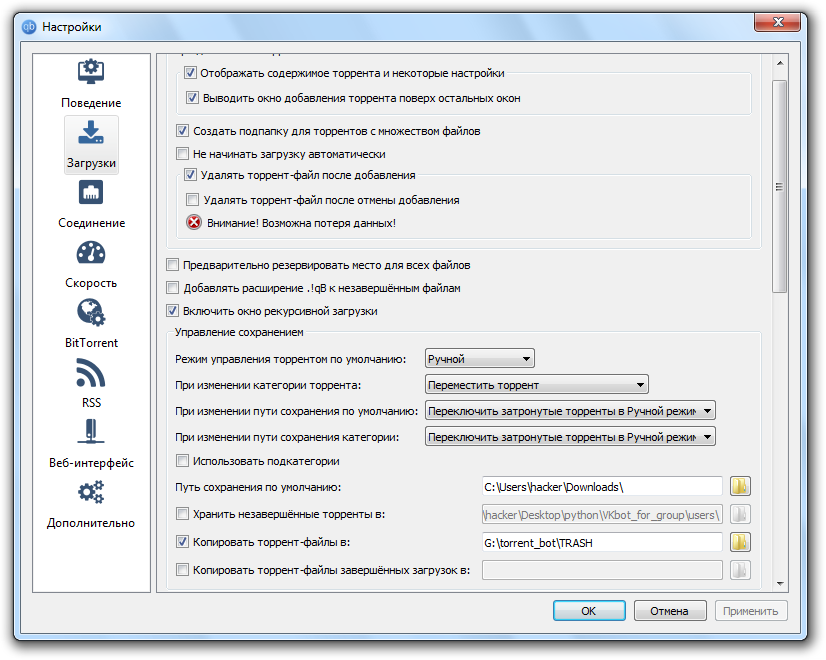 qb Настройки
Отображать содержимое торрента и некоторые настройки
Выводить окно добавления торрента поверх остальных окон
Создать подпапку для торрентов с множеством файлов
Не начинать загрузку автоматически
Удалять торрент-файл после добавления
Удалять торрент-файл после отмены добавления
Внимание! Возможна потеря данных!
Предварительно резервировать место для всех файлов
Добавлять расширение .!qB к незавершённым файлам
Включить окно рекурсивной загрузки
Управление сохранением
Режим управления торрентом по умолчанию: Ручной
При изменении категории торрента: Переместить торрент
При изменении пути сохранения по умолчанию: Переключить затронутые торренты в Ручной режим
При изменении пути сохранения категории: Переключить затронутые торренты в Ручной режим
Использовать подкатегории
Путь сохранения по умолчанию: C:\Users\hacker\Downloads\
Хранить незавершённые торренты в: \hacker\Desktop\python\VKbot_for_group\users\
Копировать торрент-файлы в: G:\torrent_bot\TRASH
Копировать торрент-файлы завершённых загрузок в:
Поведение
Загрузки
Соединение
Скорость
BitTorrent
RSS
Веб-интерфейс
Дополнительно
OK Отмена Применить